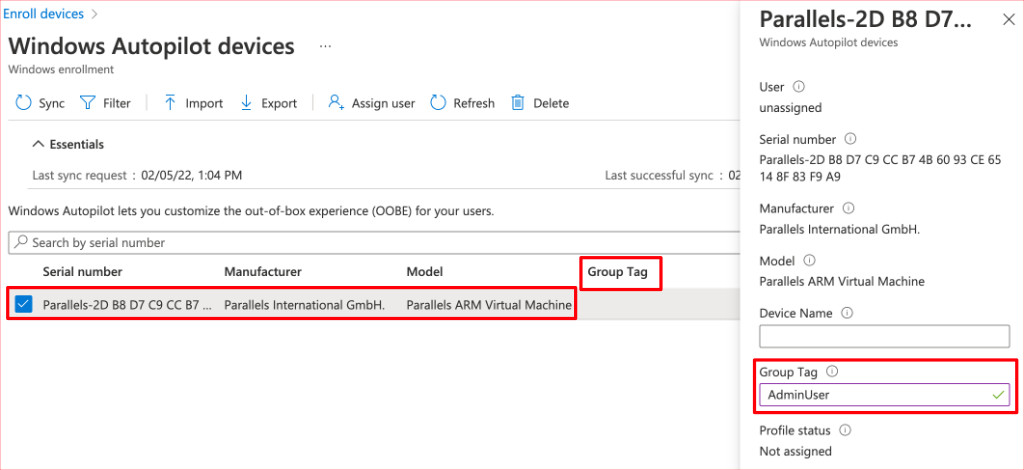 Enroll devices >
Windows Autopilot devices ...
Windows enrollment
Sync Filter Import Export Assign user Refresh Delete
Essentials
Last sync request : 02/05/22, 1:04 PM Last successful sync : 02
Windows Autopilot lets you customize the out-of-box experience (OOBE) for your users.
Search by serial number
Serial number Manufacturer Model Group Tag
Parallels-2D B8 D7 C9 CC B7 ... Parallels International GmbH. Parallels ARM Virtual Machine
Parallels-2D B8 D7...
Windows Autopilot devices
User
unassigned
Serial number
Parallels-2D B8 D7 C9 CC B7 4B 60 93 CE 65
14 8F 83 F9 A9
Manufacturer
Parallels International GmbH.
Model
Parallels ARM Virtual Machine
Device Name
Group Tag
AdminUser
Profile status
Not assigned